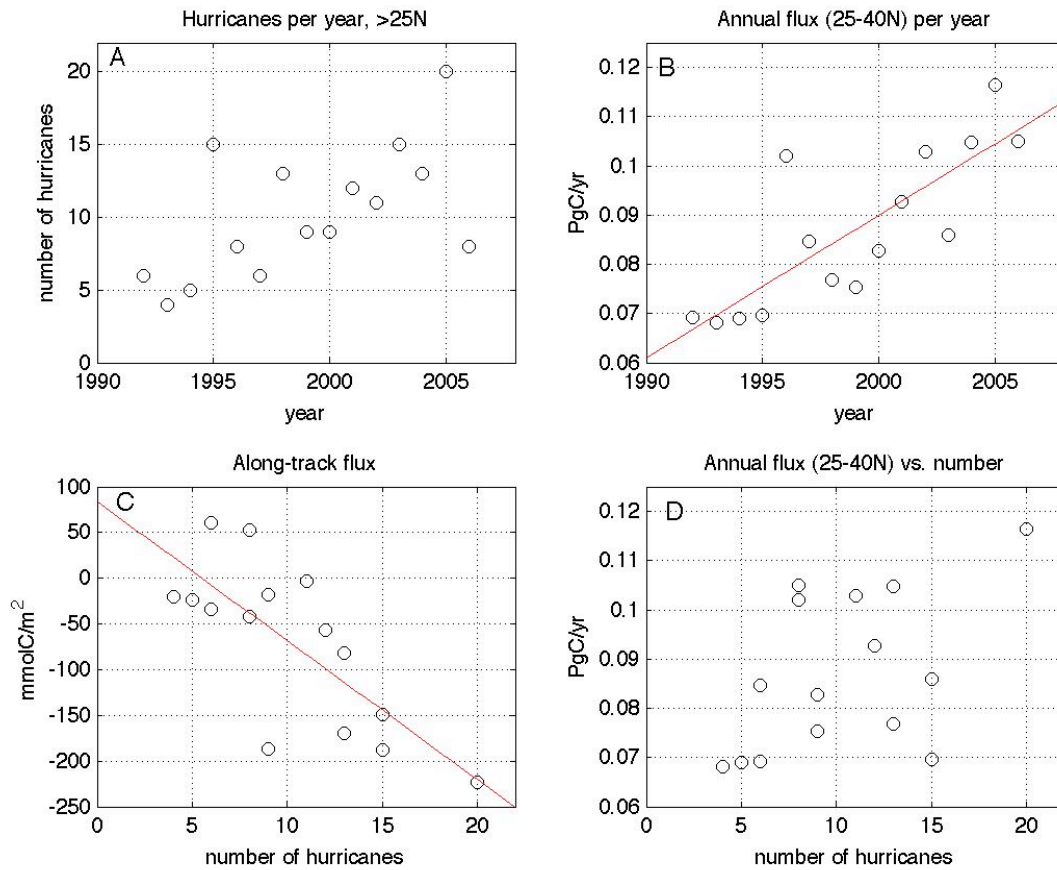 Hurricanes per year, >25N
A
number of hurricanes
20
15
10
5
0
1990
1995
2000
2005
year
Annual flux (25-40N) per year
B
PgC/yr
0.12
0.11
0.1
0.09
0.08
0.07
0.06
1990
1995
2000
2005
year
Along-track flux
C
mmolC/m²
100
50
0
-50
-100
-150
-200
-250
0
5
10
15
20
number of hurricanes
Annual flux (25-40N) vs. number
D
PgC/yr
0.12
0.11
0.1
0.09
0.08
0.07
0.06
0
5
10
15
20
number of hurricanes